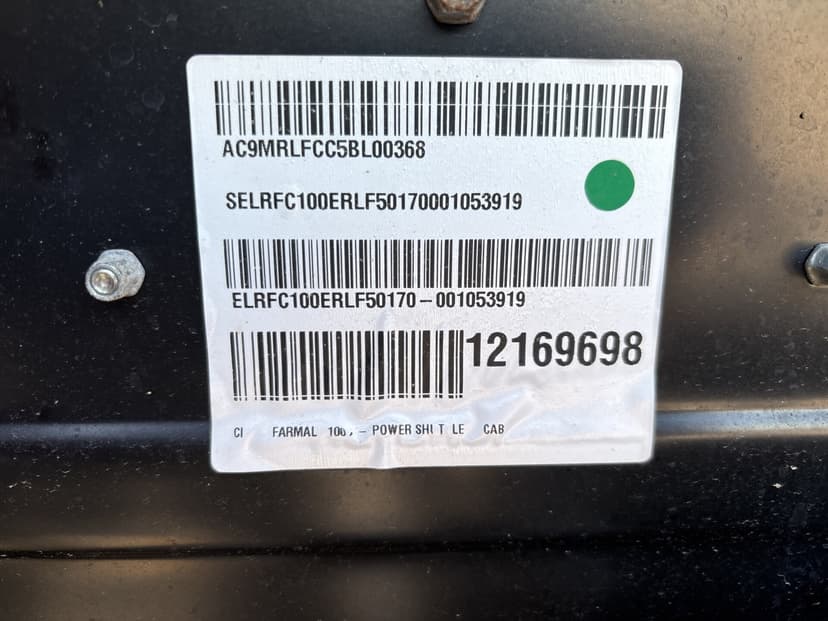 AC9MRLFCC5BL00368
SELRFC100ERLF50170001053919
ELRFC100ERLF50170-001053919
12169698
FARMAL - POWER CAB